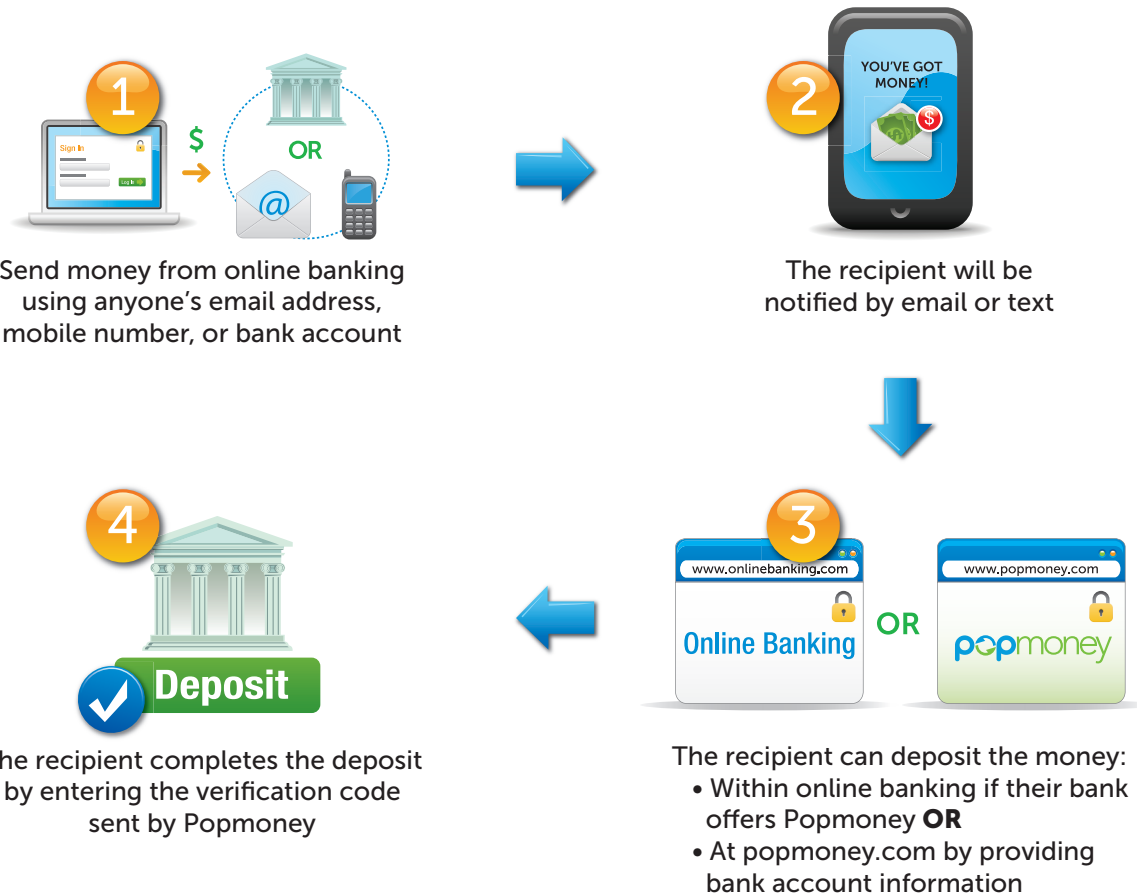 1
Sign In
Log In
$
OR
@
Send money from online banking
using anyone's email address,
mobile number, or bank account
2
YOU'VE GOT
MONEY!
$
The recipient will be
notified by email or text
3
www.onlinebanking.com
Online Banking
OR
www.popmoney.com
popmoney
The recipient can deposit the money:
• Within online banking if their bank
offers Popmoney OR
• At popmoney.com by providing
bank account information
4
Deposit
he recipient completes the deposit
by entering the verification code
sent by Popmoney